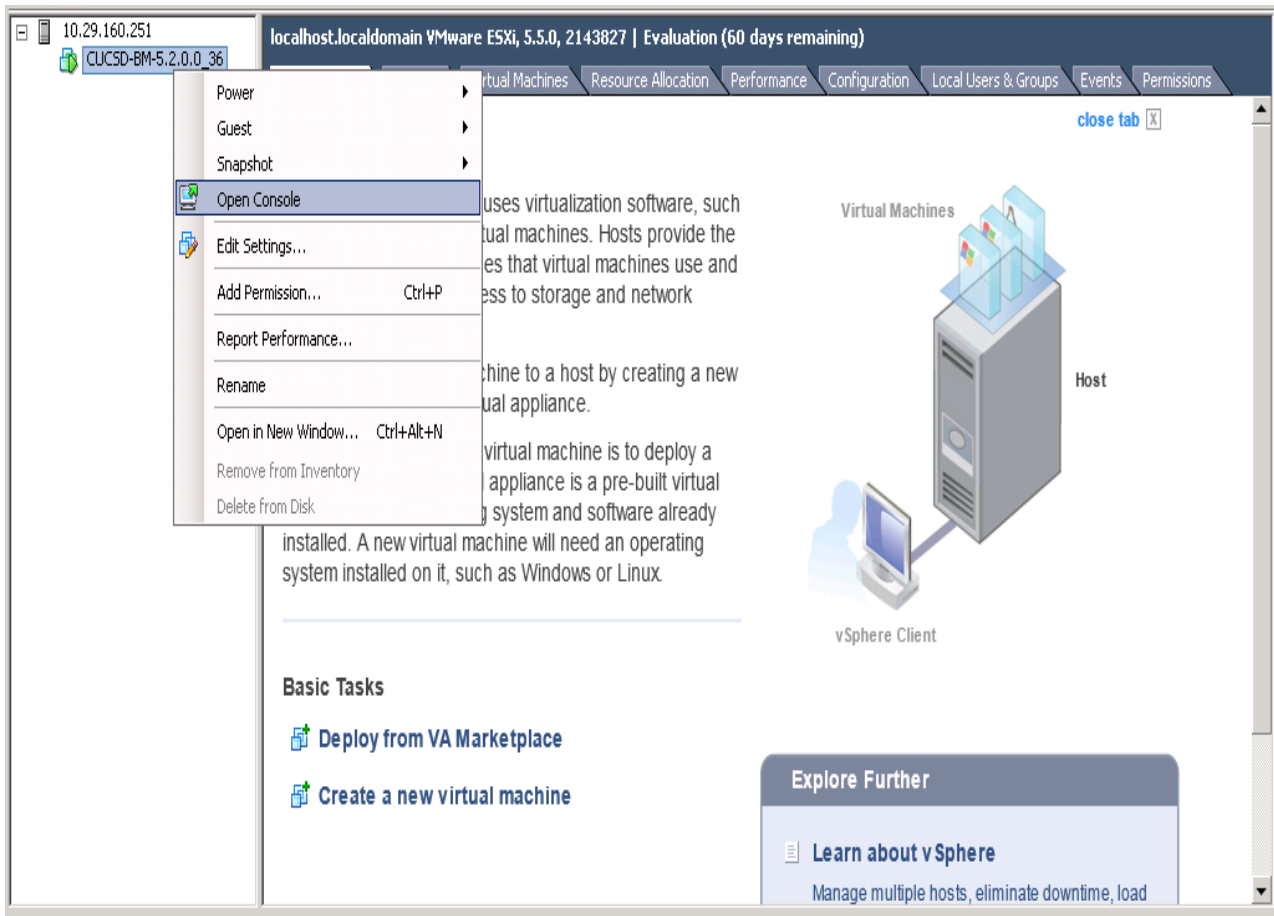 10.29.160.251
CUCSD-BM-5.2.0.0_36
localhost.localdomain VMware ESXi, 5.5.0, 2143827 | Evaluation (60 days remaining)
Machines
Resource Allocation
Performance
Configuration
Local Users & Groups
Events
Permissions
close tab X
Power
Guest
Snapshot
Open Console
Edit Settings...
Add Permission... Ctrl+P
Report Performance...
Rename
Open in New Window... Ctrl+Alt+N
Remove from Inventory
Delete from Disk
uses virtualization software, such
machines. Hosts provide the
that virtual machines use and
to storage and network
to a host by creating a new
appliance.
virtual machine is to deploy a
appliance is a pre-built virtual
system and software already
installed. A new virtual machine will need an operating
system installed on it, such as Windows or Linux.
Virtual Machines
Host
vSphere Client
Basic Tasks
Deploy from VA Marketplace
Create a new virtual machine
Explore Further
Learn about vSphere
Manage multiple hosts, eliminate downtime, load